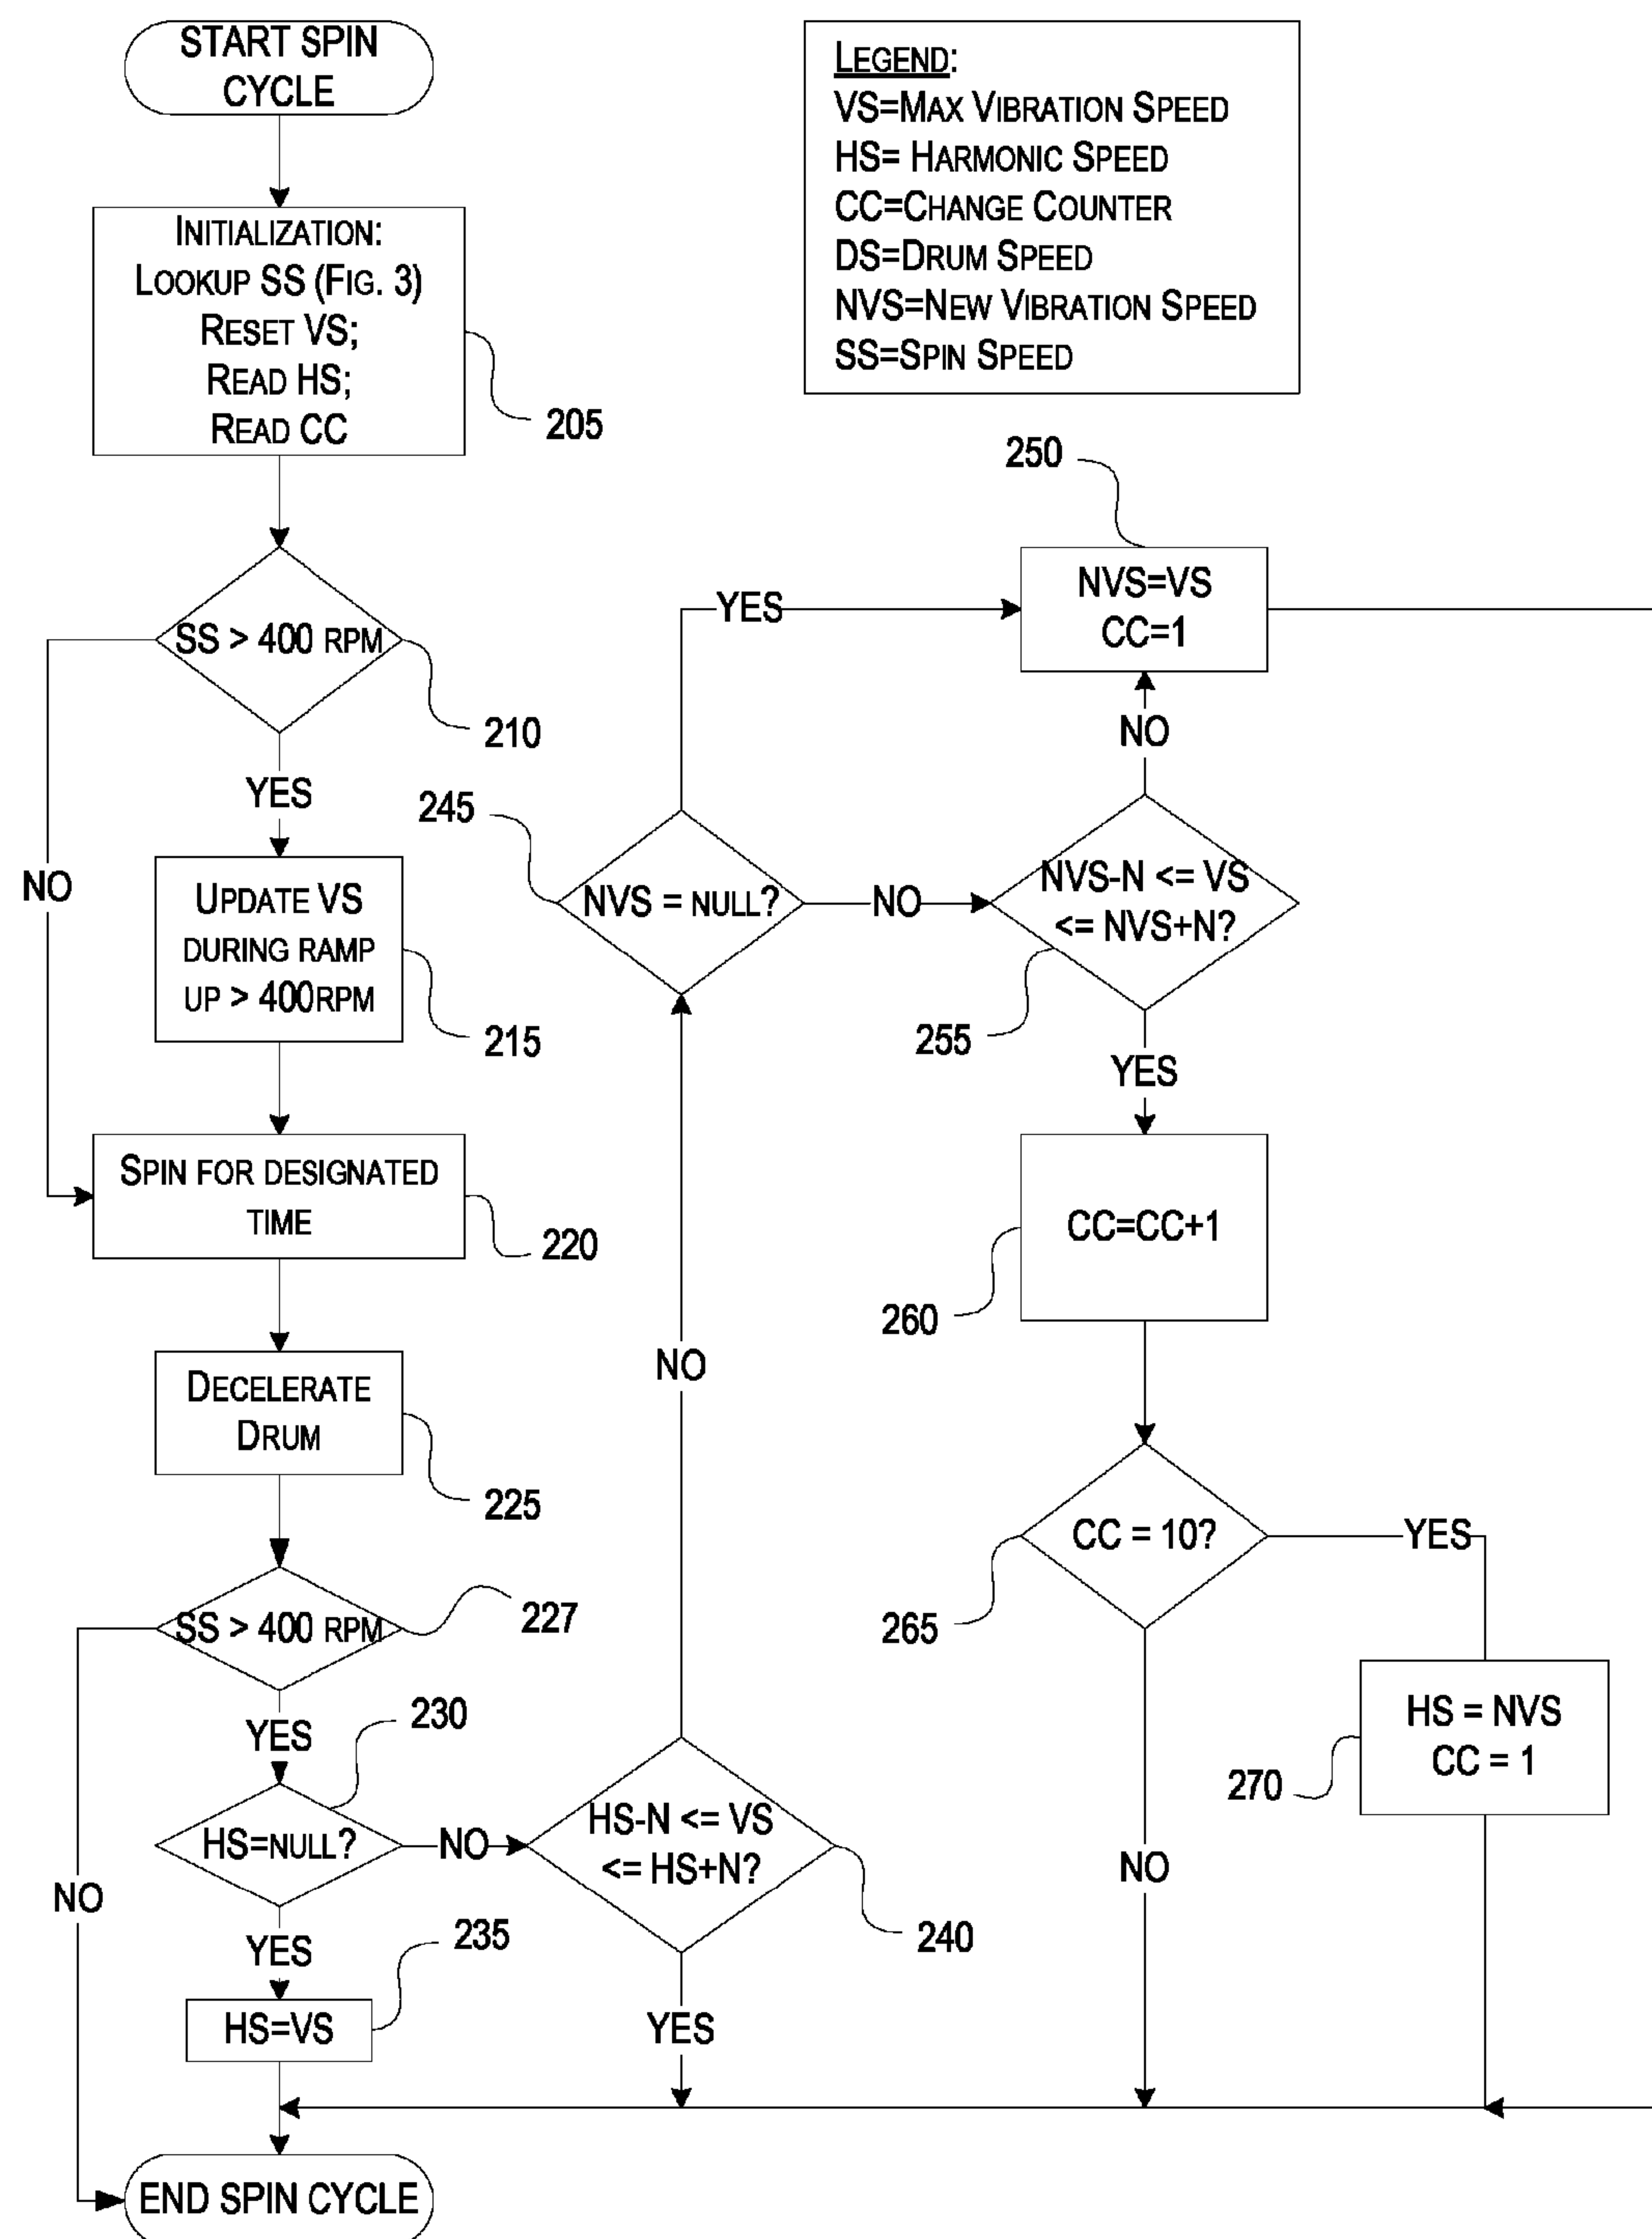 START SPIN
CYCLE
INITIALIZATION:
LOOKUP SS (FIG. 3)
RESET VS;
READ HS;
READ CC
205
SS > 400 RPM
210
YES
NO
UPDATE VS
DURING RAMP
UP > 400RPM
215
SPIN FOR DESIGNATED
TIME
220
DECELERATE
DRUM
225
SS > 400 RPM
227
YES
NO
230
HS=NULL?
NO
YES
235
HS=VS
END SPIN CYCLE
LEGEND:
VS=MAX VIBRATION SPEED
HS= HARMONIC SPEED
CC=CHANGE COUNTER
DS=DRUM SPEED
NVS=NEW VIBRATION SPEED
SS=SPIN SPEED
HS-N <= VS
<= HS+N?
240
YES
NO
245
NVS = NULL?
YES
NO
250
NVS=VS
CC=1
NO
NVS-N <= VS
<= NVS+N?
255
YES
CC=CC+1
260
CC = 10?
265
YES
NO
HS = NVS
CC = 1
270